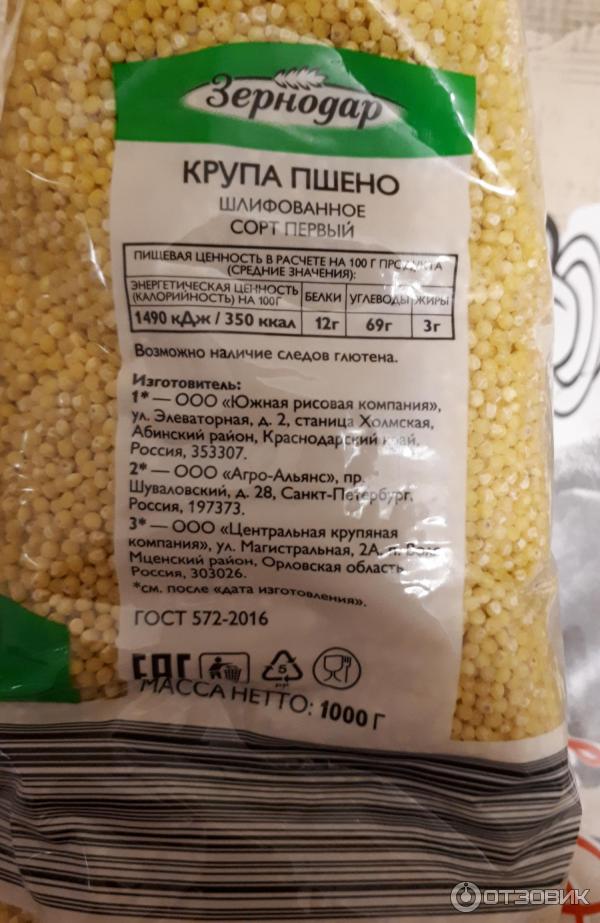 Зернодар
КРУПА ПШЕНО
ШЛИФОВАННОЕ
СОРТ ПЕРВЫЙ
ПИЩЕВАЯ ЦЕННОСТЬ В РАСЧЕТЕ НА 100 Г ПРОДУКТА
(СРЕДНИЕ ЗНАЧЕНИЯ):
ЭНЕРГЕТИЧЕСКАЯ ЦЕННОСТЬ
(КАЛОРИЙНОСТЬ) НА 100Г БЕЛКИ УГЛЕВОДЫ ЖИРЫ
1490 кДж / 350 ккал 12г 69г 3г
Возможно наличие следов глютена.
Изготовитель:
1* — ООО «Южная рисовая компания»,
ул. Элеваторная, д. 2, станица Холмская,
Абинский район, Краснодарский край,
Россия, 353307.
2* — ООО «Агро-Альянс», пр.
Шуваловский, д. 28, Санкт-Петербург,
Россия, 197373.
3* — ООО «Центральная крупяная
компания», ул. Магистральная, 2А, п.
Мценский район, Орловская область,
Россия, 303026.
*см. после «дата изготовления».
ГОСТ 572-2016
EAC 5
МАССА НЕТТО: 1000 Г
ОТЗОВИК